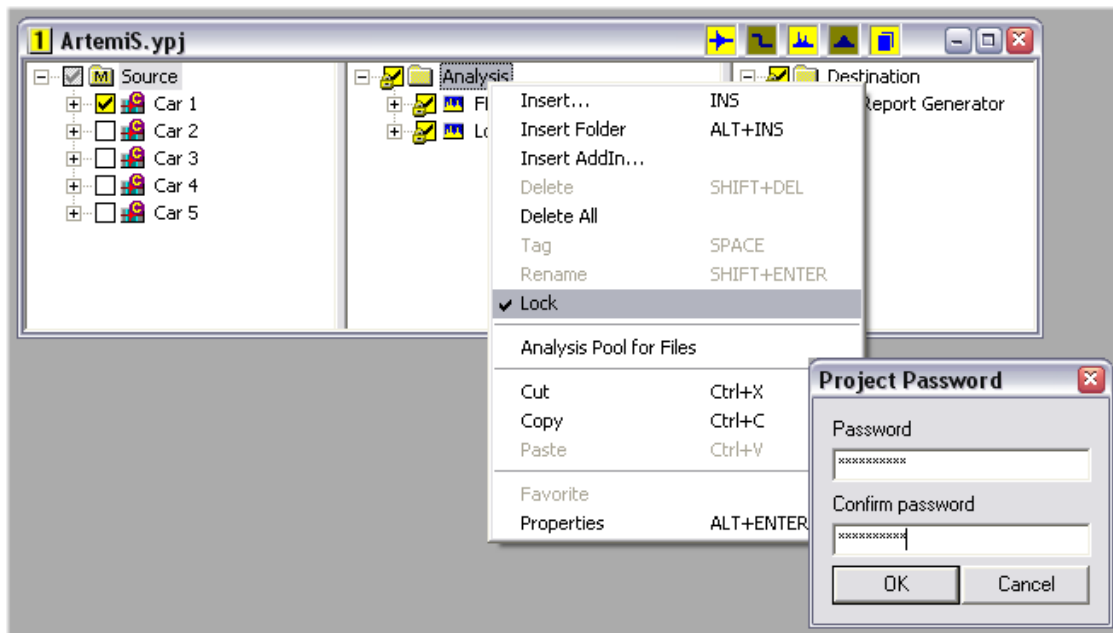 1 ArtemiS.ypj
M Source
Car 1
Car 2
Car 3
Car 4
Car 5
Analysis
Destination
Report Generator
Insert... INS
Insert Folder ALT+INS
Insert AddIn...
Delete SHIFT+DEL
Delete All
Tag SPACE
Rename SHIFT+ENTER
Lock
Analysis Pool for Files
Cut Ctrl+X
Copy Ctrl+C
Paste Ctrl+V
Favorite
Properties ALT+ENTER
Project Password
Password
xxxxxxxxxx
Confirm password
xxxxxxxxxx
OK Cancel